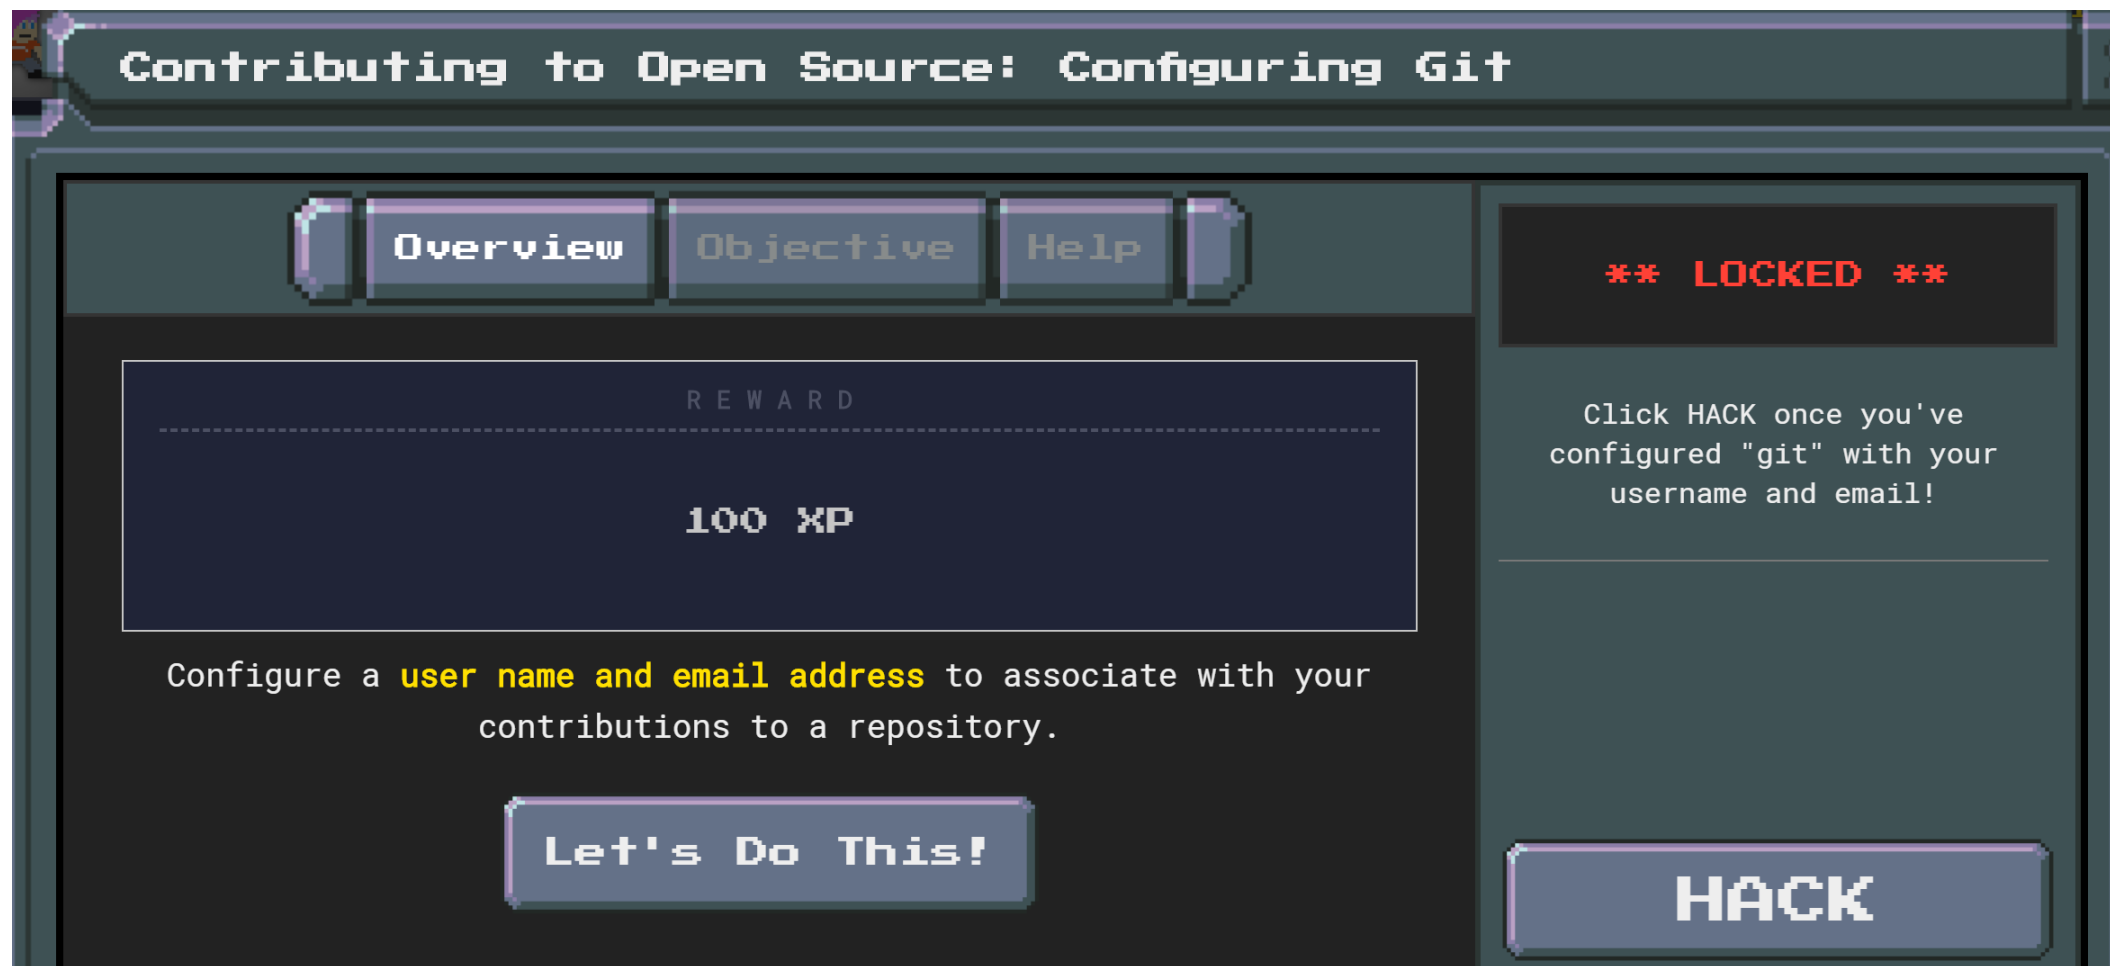 Contributing to Open Source: Configuring Git
Overview
Objective
Help
REWARD
100 XP
Configure a user name and email address to associate with your
contributions to a repository.
Let's Do This!
** LOCKED **
Click HACK once you've
configured "git" with your
username and email!
HACK